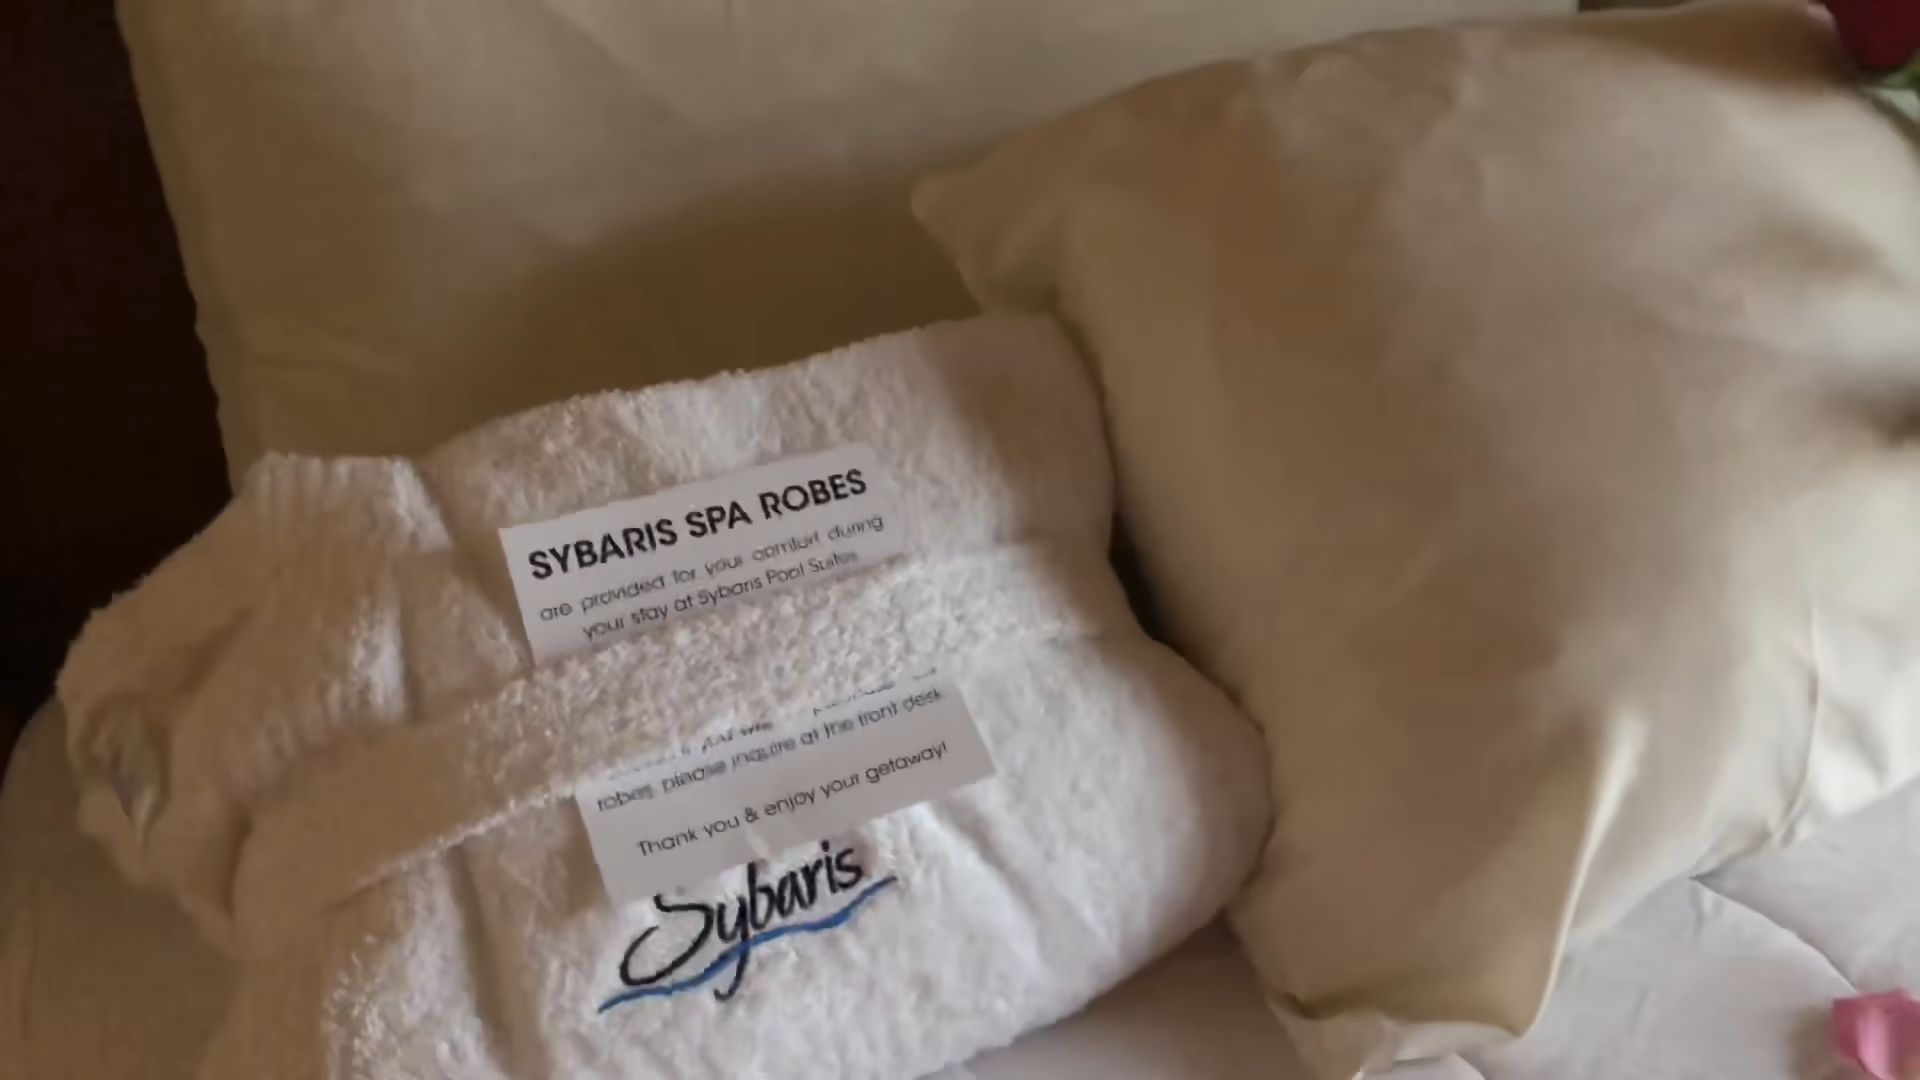 SYBARIS SPA ROBES
are provided for your comfort during
your stay at Sybaris Pool Suites
robes, please inquire at the front desk
Thank you & enjoy your getaway!
Sybaris